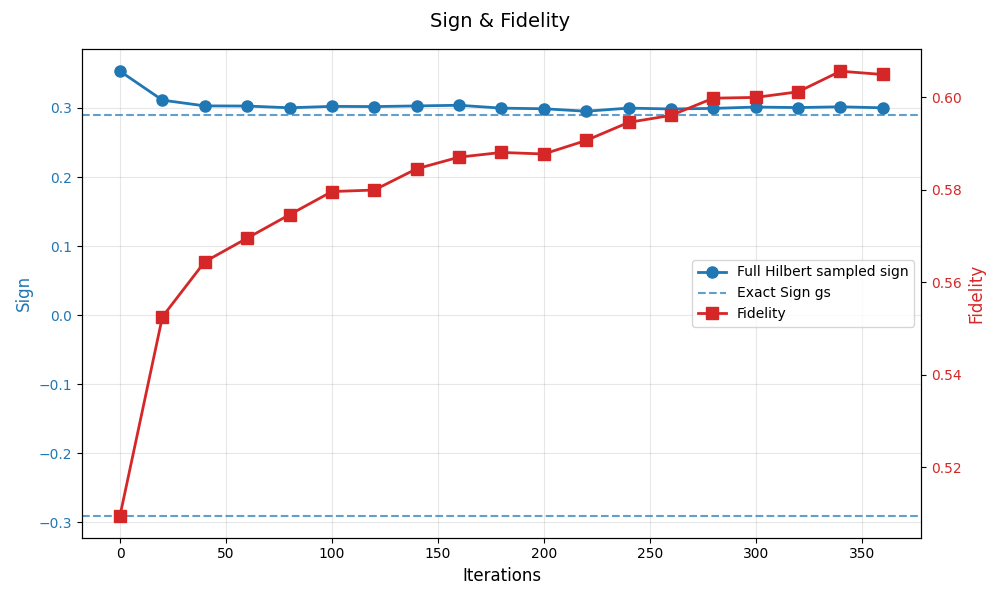 Sign & Fidelity
Sign
0.3
0.2
0.1
0.0
−0.1
−0.2
−0.3
0.60
0.58
0.56
0.54
0.52
Fidelity
Full Hilbert sampled sign
Exact Sign gs
Fidelity
0
50
100
150
200
250
300
350
Iterations